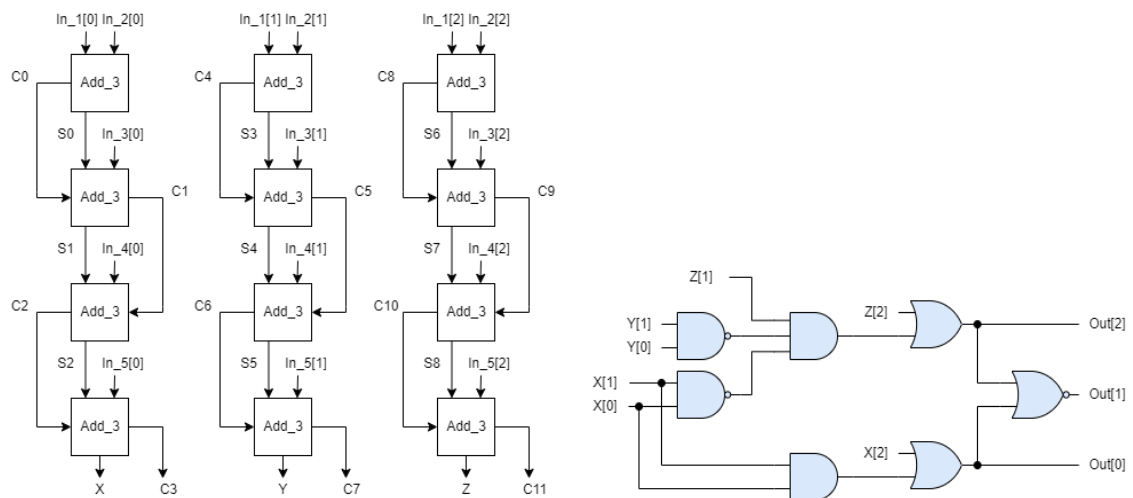 In_1[0] In_2[0]
In_1[1] In_2[1]
In_1[2] In_2[2]
C0
Add_3
C4
Add_3
C8
Add_3
S0
In_3[0]
S3
In_3[1]
S6
In_3[2]
Add_3
C1
Add_3
C5
Add_3
C9
S1
In_4[0]
S4
In_4[1]
S7
In_4[2]
C2
Add_3
C6
Add_3
C10
Add_3
S2
In_5[0]
S5
In_5[1]
S8
In_5[2]
Add_3
Add_3
Add_3
X
C3
Y
C7
Z
C11
Z[1]
Y[1]
Y[0]
X[1]
X[0]
Z[2]
X[2]
Out[2]
Out[1]
Out[0]